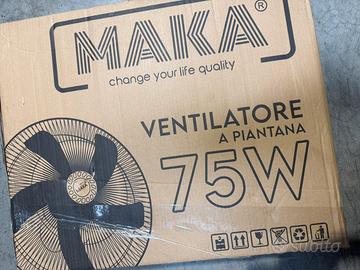 MAKA®
change your life quality
VENTILATORE
A PIANTANA
75W
subito